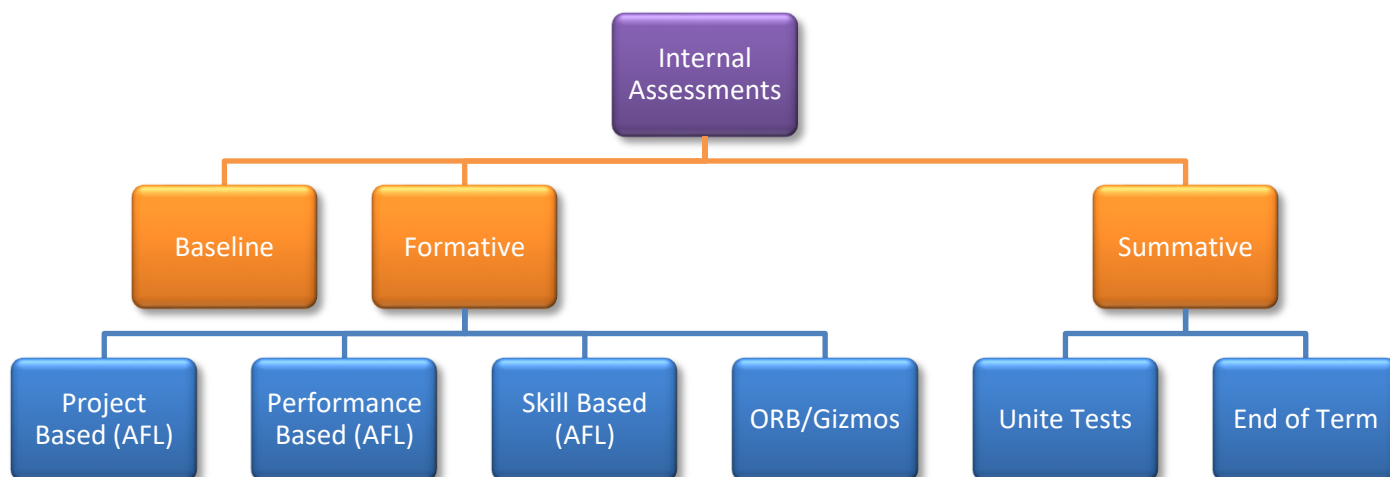 Internal
Assessments
Baseline
Formative
Summative
Project
Based (AFL)
Performance
Based (AFL)
Skill Based
(AFL)
ORB/Gizmos
Unite Tests
End of Term